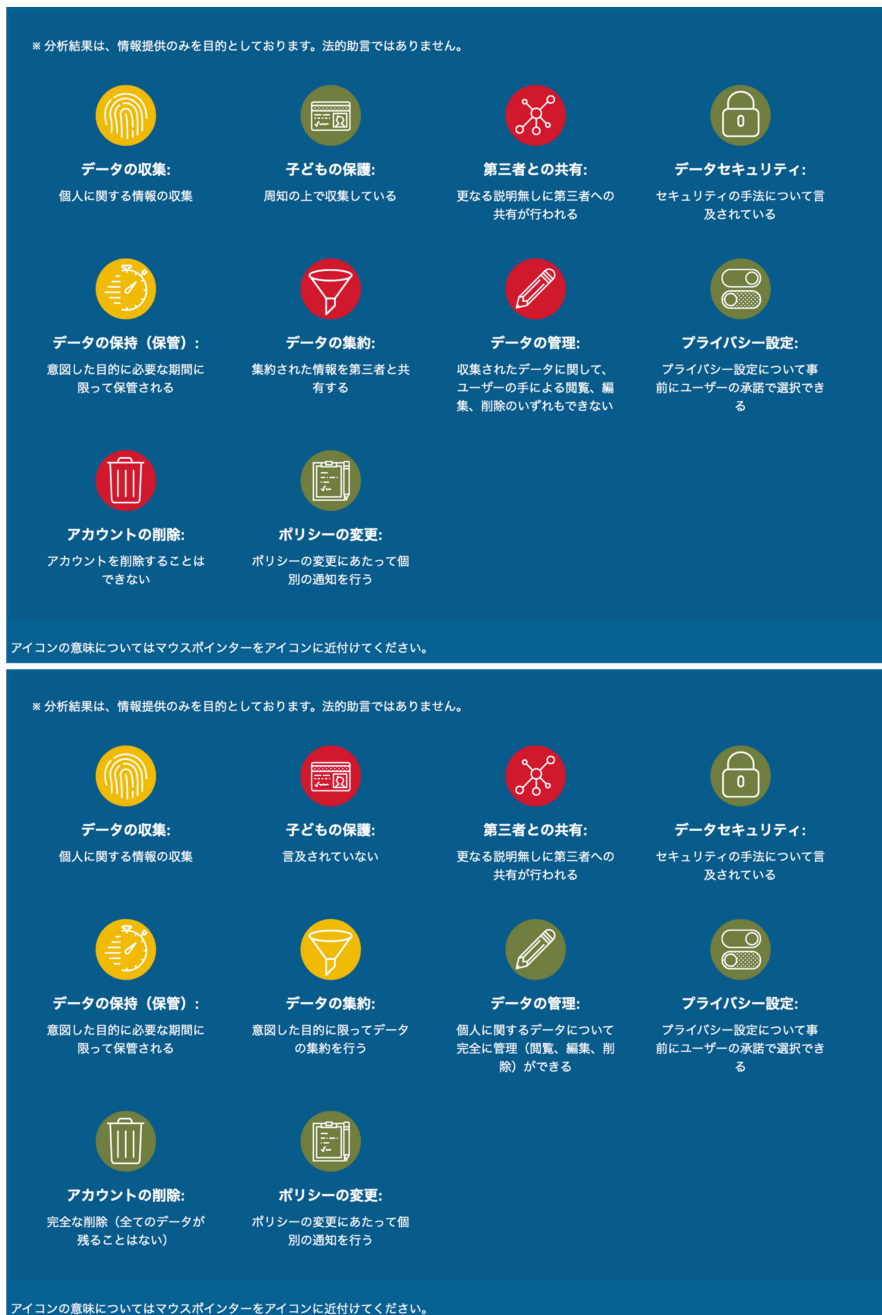 ※ 分析結果は、情報提供のみを目的としております。法的助言ではありません。
データの収集:
個人に関する情報の収集
子どもの保護:
周知の上で収集している
第三者との共有:
更なる説明無しに第三者への
共有が行われる
データセキュリティ:
セキュリティの手法について言
及されている
データの保持（保管）:
意図した目的に必要な期間に
限って保管される
データの集約:
集約された情報を第三者と共
有する
データの管理:
収集されたデータに関して、
ユーザーの手による閲覧、編
集、削除のいずれもできない
プライバシー設定:
プライバシー設定について事
前にユーザーの承諾で選択でき
る
アカウントの削除:
アカウントを削除することは
できない
ポリシーの変更:
ポリシーの変更にあたって個
別の通知を行う
アイコンの意味についてはマウスポインターをアイコンに近付けてください。
※ 分析結果は、情報提供のみを目的としております。法的助言ではありません。
データの収集:
個人に関する情報の収集
子どもの保護:
言及されていない
第三者との共有:
更なる説明無しに第三者への
共有が行われる
データセキュリティ:
セキュリティの手法について言
及されている
データの保持（保管）:
意図した目的に必要な期間に
限って保管される
データの集約:
意図した目的に限ってデータ
の集約を行う
データの管理:
個人に関するデータについて
完全に管理（閲覧、編集、削
除）ができる
プライバシー設定:
プライバシー設定について事
前にユーザーの承諾で選択でき
る
アカウントの削除:
完全な削除（全てのデータが
残ることはない）
ポリシーの変更:
ポリシーの変更にあたって個
別の通知を行う
アイコンの意味についてはマウスポインターをアイコンに近付けてください。